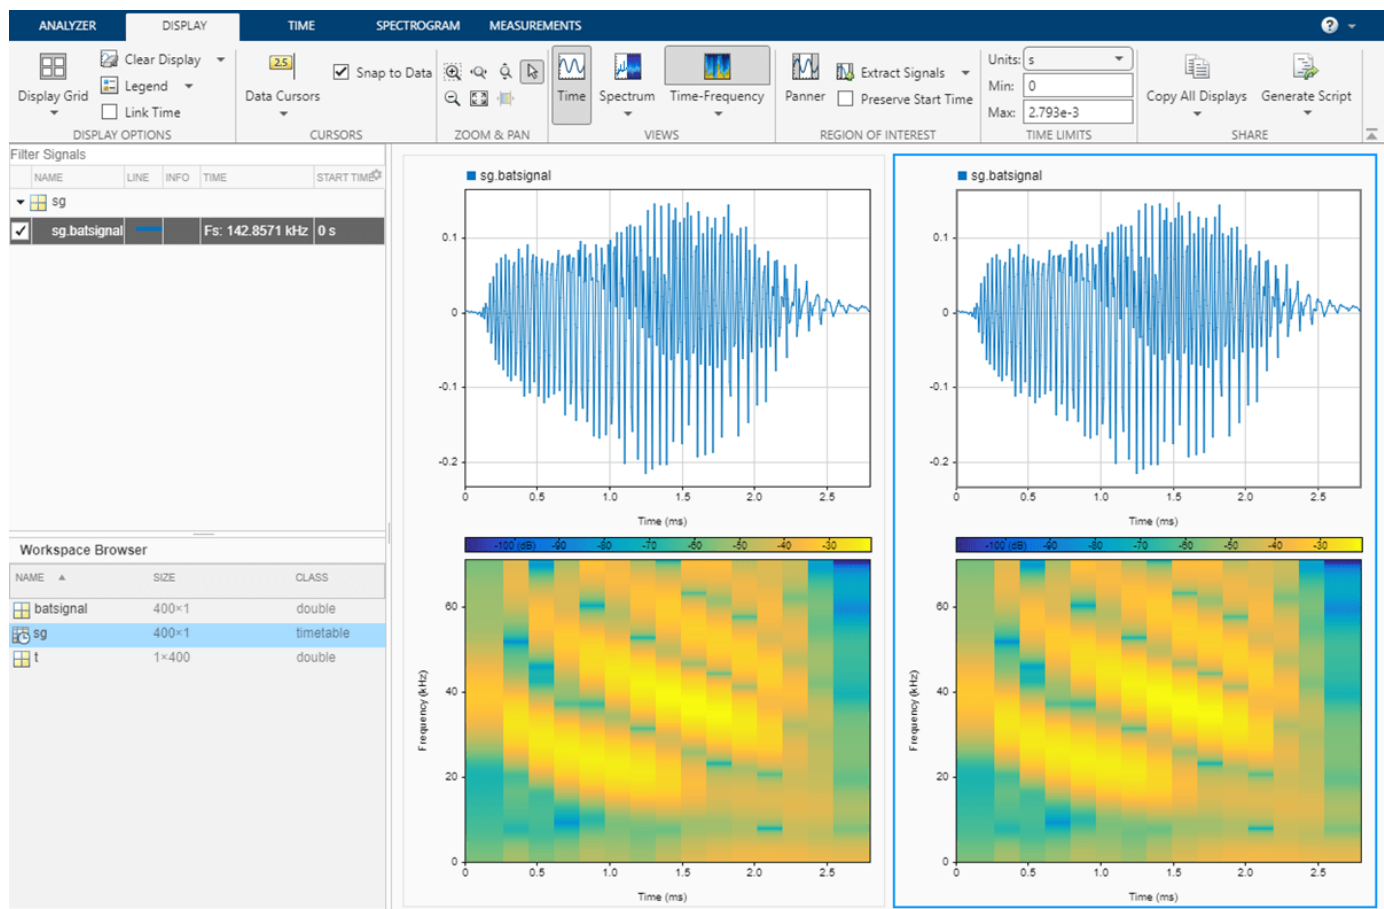 ANALYZER DISPLAY TIME SPECTROGRAM MEASUREMENTS ?
Display Grid
Clear Display
Legend
Link Time
DISPLAY OPTIONS
2.5
Data Cursors
Snap to Data
CURSORS
ZOOM & PAN
Time Spectrum Time-Frequency
VIEWS
Panner
Extract Signals
Preserve Start Time
REGION OF INTEREST
Units: s
Min: 0
Max: 2.793e-3
TIME LIMITS
Copy All Displays Generate Script
SHARE
Filter Signals
NAME LINE INFO TIME START TIME
sg
sg.batsignal Fs: 142.8571 kHz 0 s
Workspace Browser
NAME SIZE CLASS
batsignal 400×1 double
sg 400×1 timetable
t 1×400 double
sg.batsignal
0.1
0
-0.1
-0.2
0 0.5 1.0 1.5 2.0 2.5
Time (ms)
-100 (dB) -90 -80 -70 -60 -50 -40 -30
60
40
20
0
Frequency (kHz)
0 0.5 1.0 1.5 2.0 2.5
Time (ms)
sg.batsignal
0.1
0
-0.1
-0.2
0 0.5 1.0 1.5 2.0 2.5
Time (ms)
-100 (dB) -90 -80 -70 -60 -50 -40 -30
60
40
20
0
Frequency (kHz)
0 0.5 1.0 1.5 2.0 2.5
Time (ms)